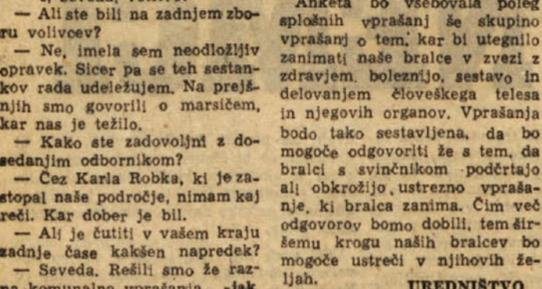 — Ali ste bili na zadnjem zbo-
ru volivcev?
— Ne, imela sem neodložljiv
opravek. Sicer pa se teh sestan-
kov rada udeležujem. Na prejš-
njih smo govorili o marsičem,
kar nas je težilo.
— Kako ste zadovoljni z do-
sedanjim odbornikom?
— Čez Karla Robka, ki je za-
stopal naše področje, nimam kaj
reči. Kar dober je bil.
— Ali je čutiti v vašem kraju
zadnje čase kakšen napredek?
— Seveda. Rešili smo že raz-
na komunalna vprašanja, jak
Anketa bo vsebovala poleg
splošnih vprašanj še skupino
vprašanj o tem, kar bi utegnilo
zanimati naše bralce v zvezi z
zdravjem, boleznijo, sestavo in
delovanjem človeškega telesa
in njegovih organov. Vprašanja
bodo tako sestavljena, da bo
mogoče odgovoriti že s tem, da
bralci s svinčnikom podčrtajo
ali obkrožijo ustrezno vpraša-
nje, ki bralca zanima. Čim več
odgovorov bomo dobili, tem šir-
šemu krogu naših bralcev bo
mogoče ustreči v njihovih že-
ljah.
UREDNIŠTVO